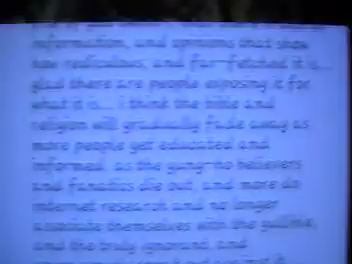 information, and opinions that show
how rediculous, and far-fetched it is...
glad there are people exposing it for
what it is... i think the bible and
religion will gradually fade away as
more people get educated and
informed. as the gung-ho believers
and fanatics die out, and more do
internet research and no longer
associate themselves with the gullible,
and the truly ignorant, and